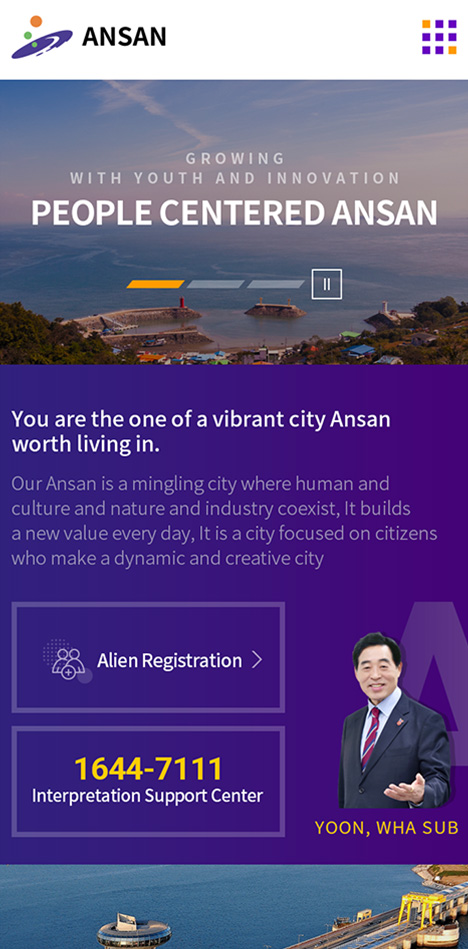 ANSAN
GROWING
WITH YOUTH AND INNOVATION
PEOPLE CENTERED ANSAN
You are the one of a vibrant city Ansan
worth living in.
Our Ansan is a mingling city where human and
culture and nature and industry coexist, It builds
a new value every day, It is a city focused on citizens
who make a dynamic and creative city
Alien Registration
1644-7111
Interpretation Support Center
YOON, WHA SUB